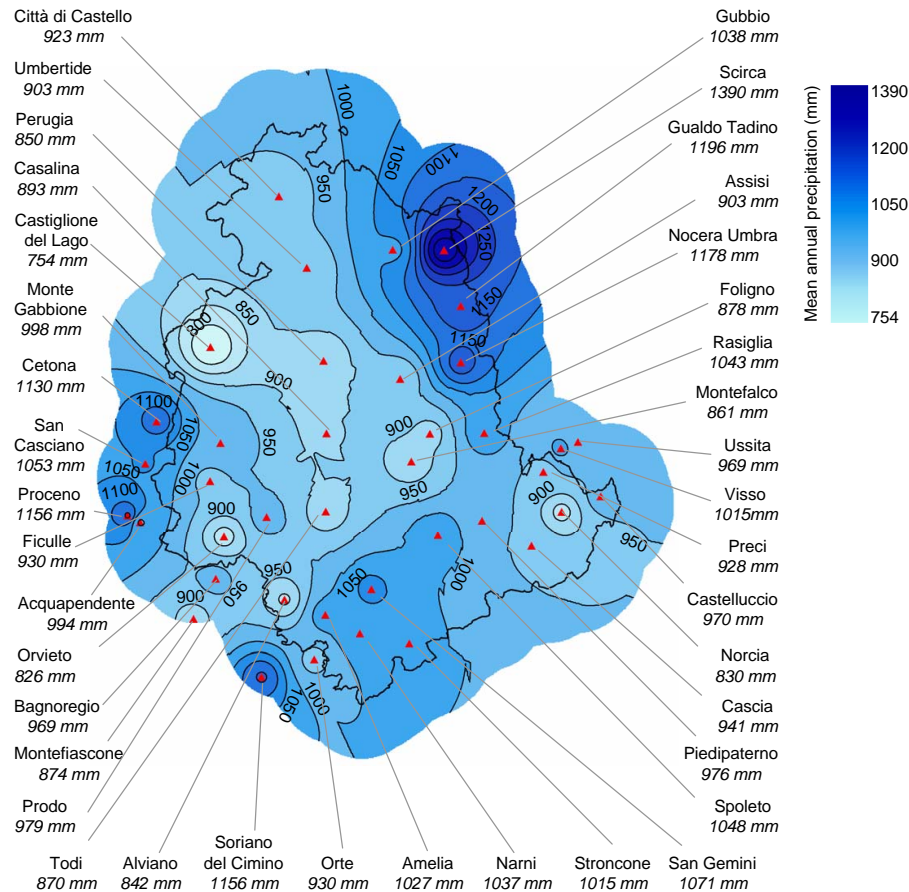 Città di Castello
923 mm
Umbertide
903 mm
Perugia
850 mm
Casalina
893 mm
Castiglione
del Lago
754 mm
Monte
Gabbione
998 mm
Cetona
1130 mm
San
Casciano
1053 mm
Proceno
1156 mm
Ficulle
930 mm
Acquapendente
994 mm
Orvieto
826 mm
Bagnoregio
969 mm
Montefiascone
874 mm
Prodo
979 mm
Todi
870 mm
Alviano
842 mm
Soriano
del Cimino
1156 mm
Orte
930 mm
Amelia
1027 mm
Narni
1037 mm
Stroncone
1015 mm
San Gemini
1071 mm
Gubbio
1038 mm
Scirca
1390 mm
Gualdo Tadino
1196 mm
Assisi
903 mm
Nocera Umbra
1178 mm
Foligno
878 mm
Rasiglia
1043 mm
Montefalco
861 mm
Ussita
969 mm
Visso
1015mm
Preci
928 mm
Castelluccio
970 mm
Norcia
830 mm
Cascia
941 mm
Piedipaterno
976 mm
Spoleto
1048 mm
1000
1050
1100
950
1200
1250
1150
1150
850
800
900
1100
1050
950
900
1050
1000
1100
900
950
900
950
950
900
1050
1000
950
1050
1000
Mean annual precipitation (mm)
1390
1200
1050
900
754